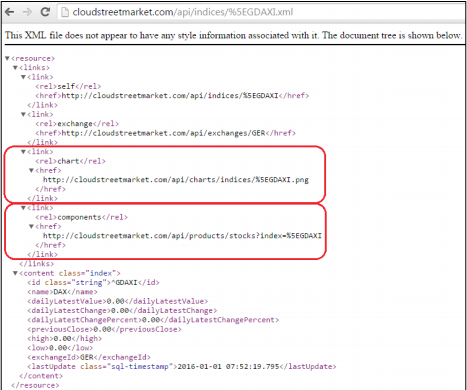 cloudstreetmarket.com/api/indices/%5EGDAXI.xml
This XML file does not appear to have any style information associated with it. The document tree is shown below.
▼<resource>
▼<links>
▼<link>
<rel>self</rel>
<href>http://cloudstreetmarket.com/api/indices/%5EGDAXI</href>
</link>
▼<link>
<rel>exchange</rel>
<href>http://cloudstreetmarket.com/api/exchanges/GER</href>
</link>
▼<link>
<rel>chart</rel>
▼<href>
http://cloudstreetmarket.com/api/charts/indices/%5EGDAXI.png
</href>
</link>
▼<link>
<rel>components</rel>
▼<href>
http://cloudstreetmarket.com/api/products/stocks?index=%5EGDAXI
</href>
</link>
</links>
▼<content class="index">
<id class="string">^GDAXI</id>
<name>DAX</name>
<dailyLatestValue>0.00</dailyLatestValue>
<dailyLatestChange>0.00</dailyLatestChange>
<dailyLatestChangePercent>0.00</dailyLatestChangePercent>
<previousClose>0.00</previousClose>
<high>0.00</high>
<low>0.00</low>
<exchangeId>GER</exchangeId>
<lastUpdate class="sql-timestamp">2016-01-01 07:52:19.795</lastUpdate>
</content>
</resource>